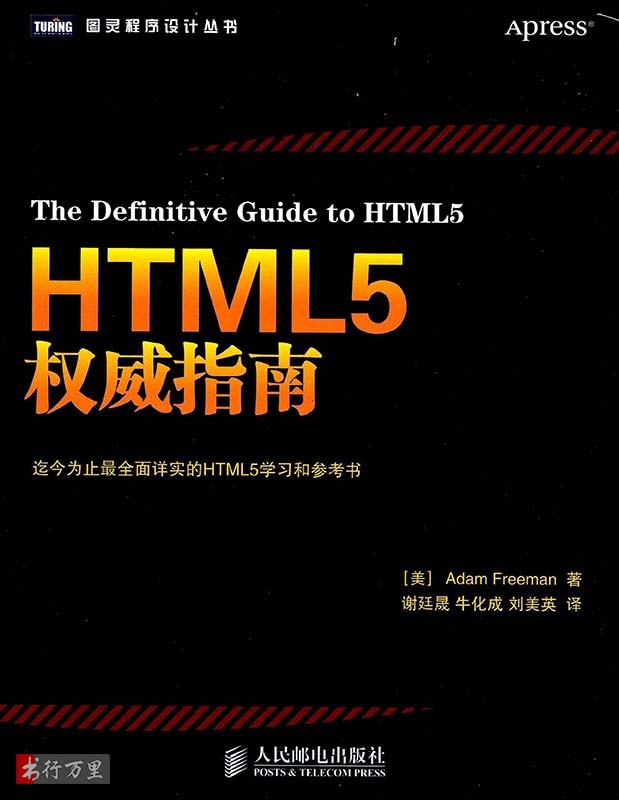 TURING 图灵程序设计丛书
Apress®
The Definitive Guide to HTML5
HTML5
权威指南
迄今为止最全面详实的HTML5学习和参考书
[美] Adam Freeman 著
谢廷晟 牛化成 刘美英 译
书行万里
人民邮电出版社
POSTS & TELECOM PRESS